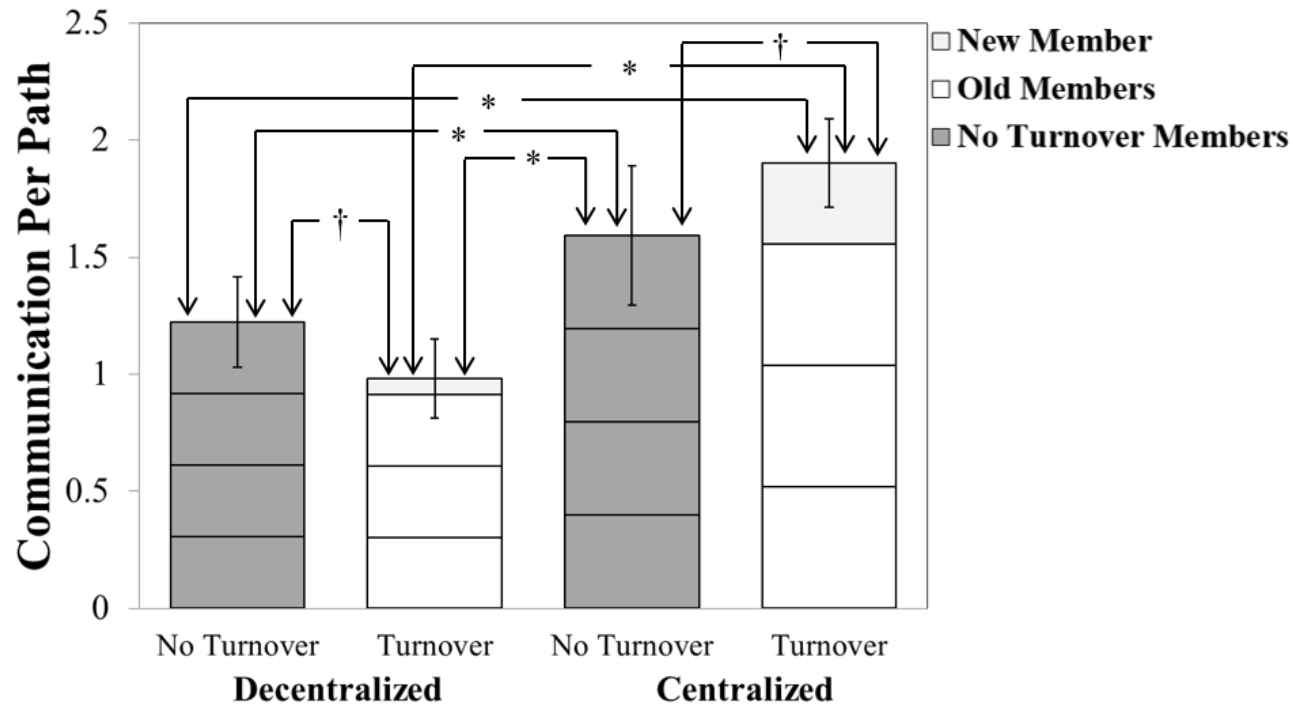 Communication Per Path
2.5
2
1.5
1
0.5
0
†
*
*
*
*
†
New Member
Old Members
No Turnover Members
No Turnover
Turnover
No Turnover
Turnover
Decentralized
Centralized